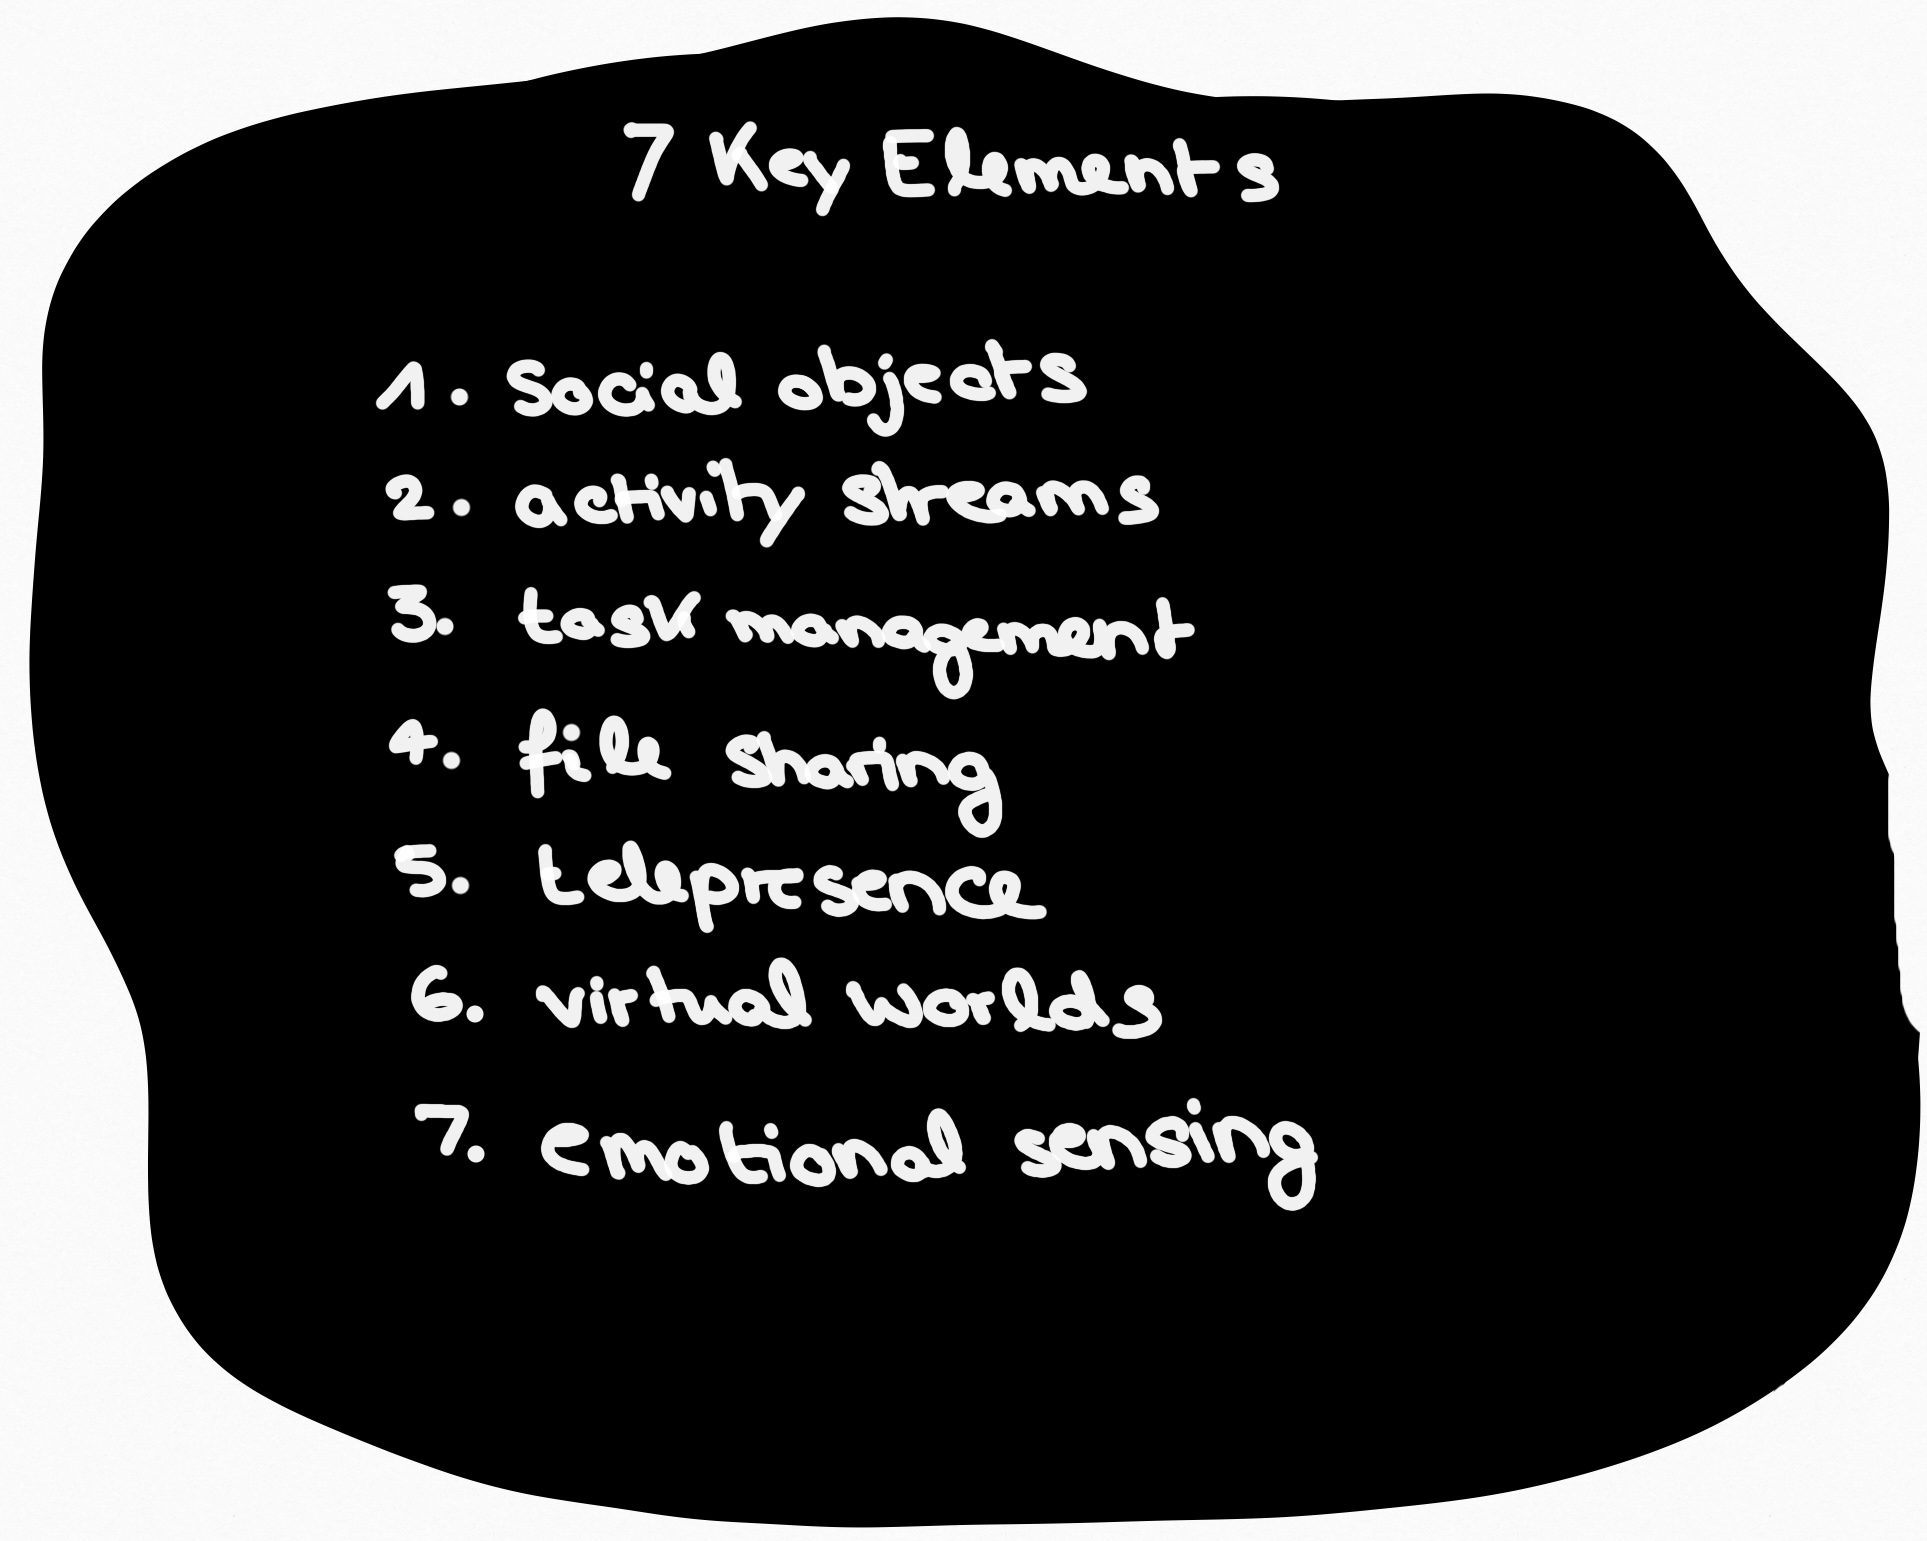 7 Key Elements
1. Social objects
2. activity streams
3. task management
4. file sharing
5. telepresence
6. virtual worlds
7. emotional sensing